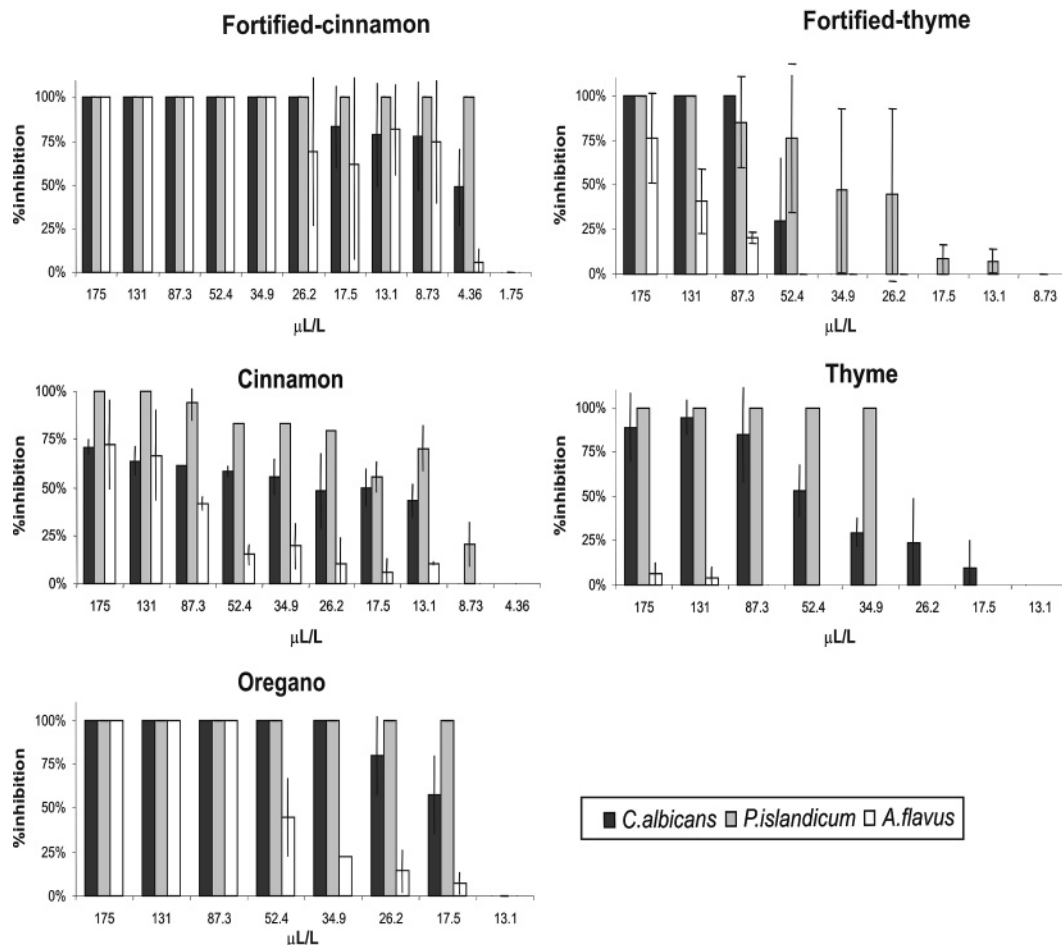 Fortified-cinnamon
%inhibition
100%
75%
50%
25%
0%
175 131 87.3 52.4 34.9 26.2 17.5 13.1 8.73 4.36 1.75
μL/L
Fortified-thyme
%inhibition
100%
75%
50%
25%
0%
175 131 87.3 52.4 34.9 26.2 17.5 13.1 8.73
μL/L
Cinnamon
%inhibition
100%
75%
50%
25%
0%
175 131 87.3 52.4 34.9 26.2 17.5 13.1 8.73 4.36
μL/L
Thyme
%inhibition
100%
75%
50%
25%
0%
175 131 87.3 52.4 34.9 26.2 17.5 13.1
μL/L
Oregano
%inhibition
100%
75%
50%
25%
0%
175 131 87.3 52.4 34.9 26.2 17.5 13.1
μL/L
C.albicans P.islandicum A.flavus